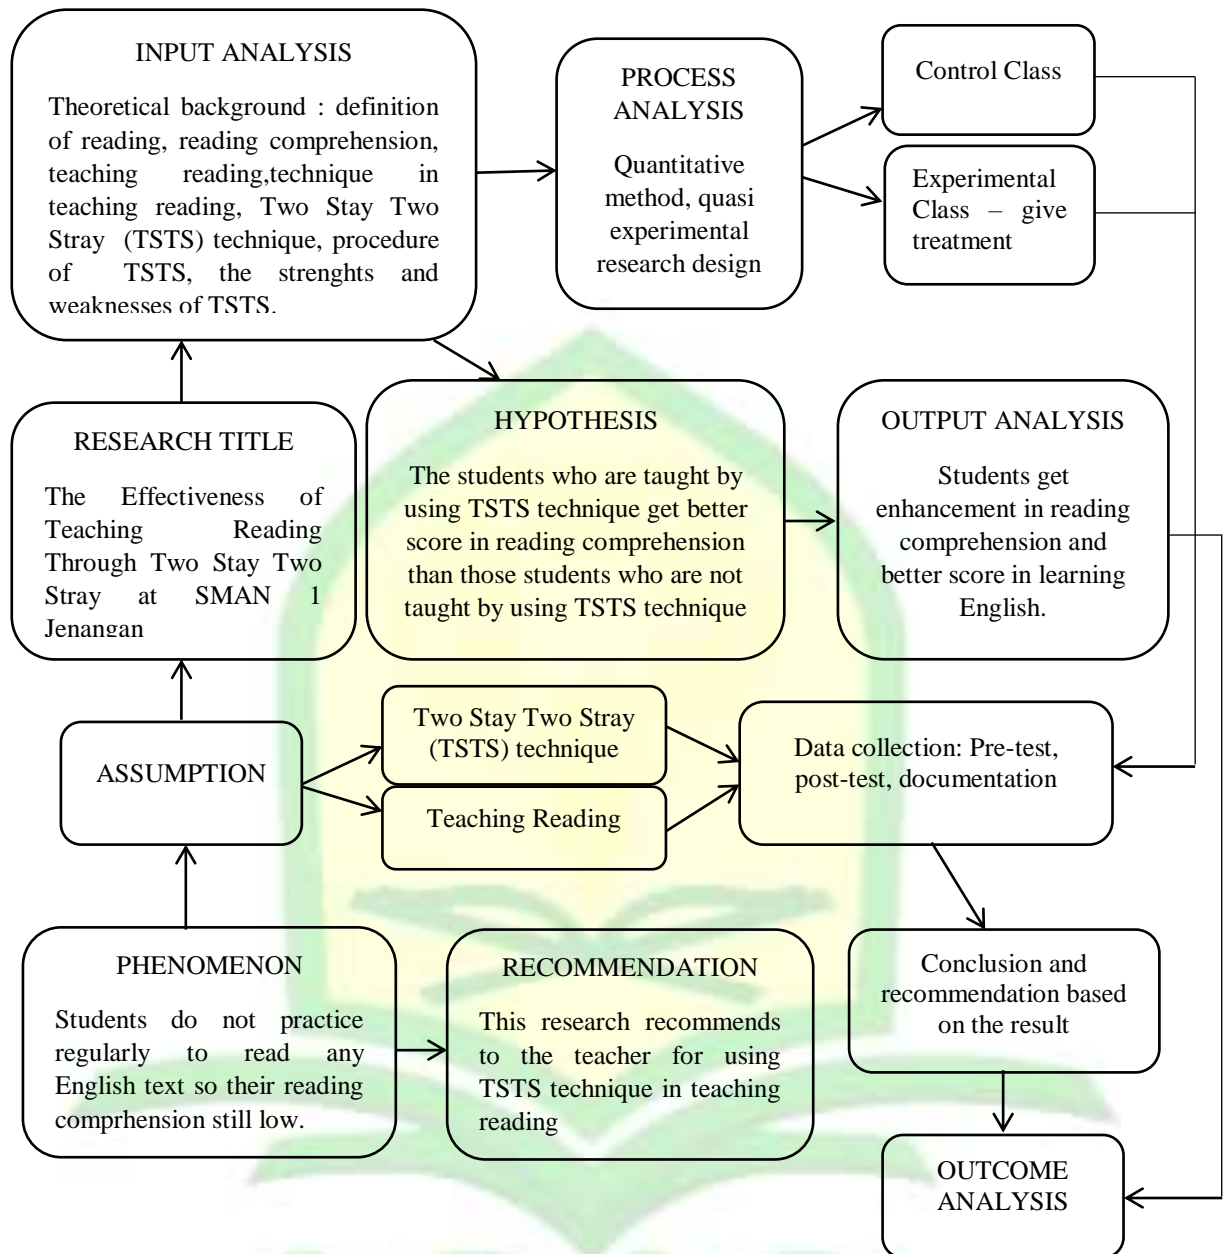 INPUT ANALYSIS
Theoretical background : definition
of reading, reading comprehension,
teaching reading,technique in
teaching reading, Two Stay Two
Stray (TSTS) technique, procedure
of TSTS, the strenghts and
weaknesses of TSTS.
PROCESS
ANALYSIS
Quantitative
method, quasi
experimental
research design
Control Class
Experimental
Class – give
treatment
RESEARCH TITLE
The Effectiveness of
Teaching Reading
Through Two Stay Two
Stray at SMAN 1
Jenangan
HYPOTHESIS
The students who are taught by
using TSTS technique get better
score in reading comprehension
than those students who are not
taught by using TSTS technique
OUTPUT ANALYSIS
Students get
enhancement in reading
comprehension and
better score in learning
English.
ASSUMPTION
Two Stay Two Stray
(TSTS) technique
Teaching Reading
Data collection: Pre-test,
post-test, documentation
PHENOMENON
Students do not practice
regularly to read any
English text so their reading
comprhension still low.
RECOMMENDATION
This research recommends
to the teacher for using
TSTS technique in teaching
reading
Conclusion and
recommendation based
on the result
OUTCOME
ANALYSIS